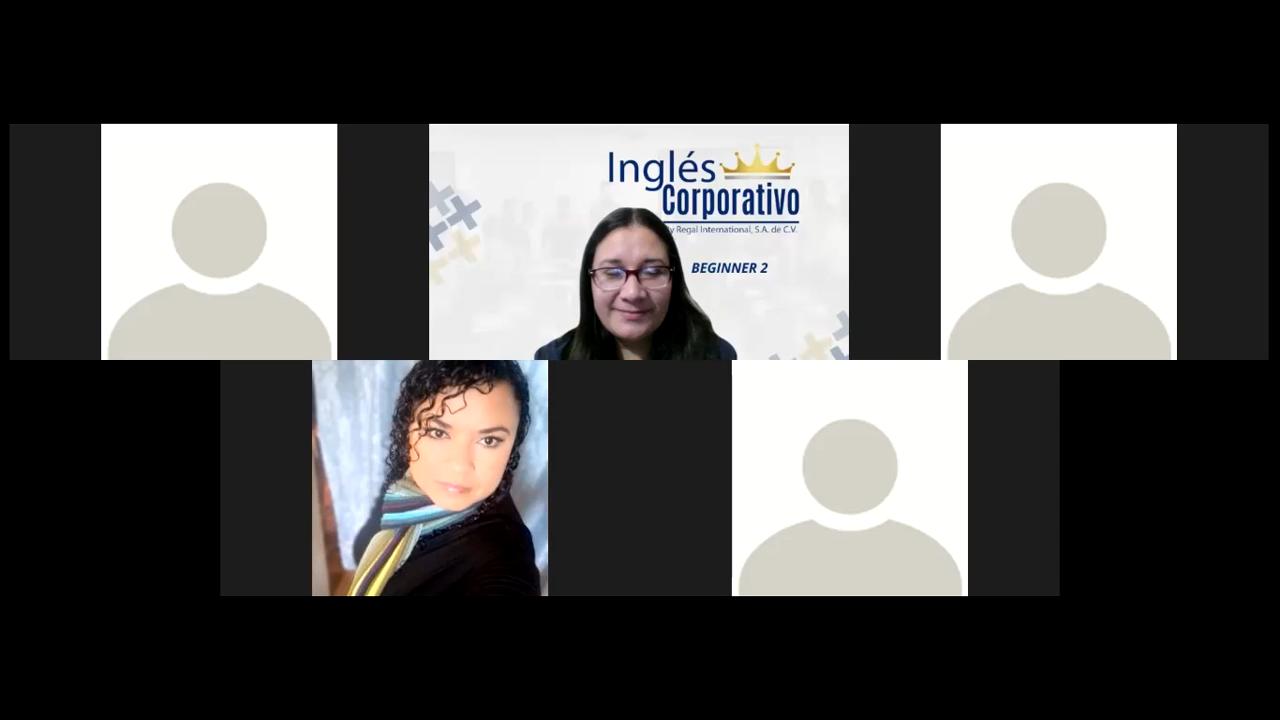 Inglés
Corporativo
y Regal International, S.A. de C.V.
BEGINNER 2